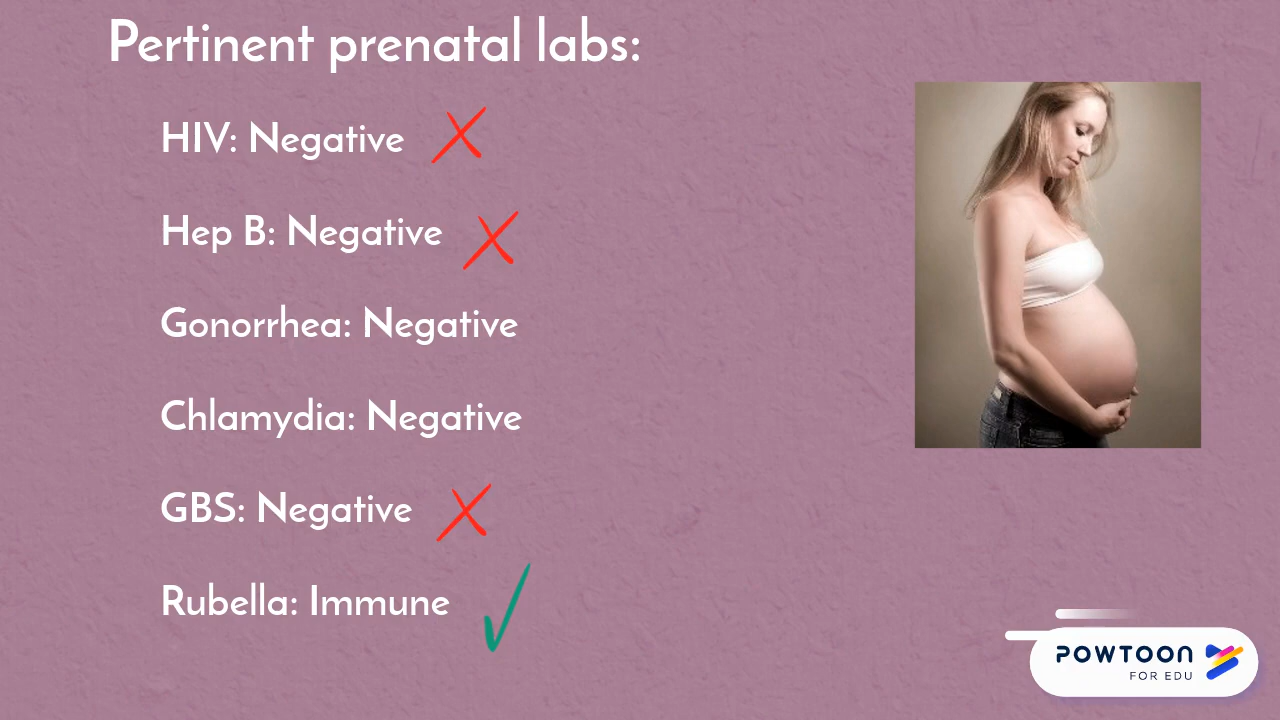 Pertinent prenatal labs:
HIV: Negative
Hep B: Negative
Gonorrhea: Negative
Chlamydia: Negative
GBS: Negative
Rubella: Immune
POWTOON
FOR EDU